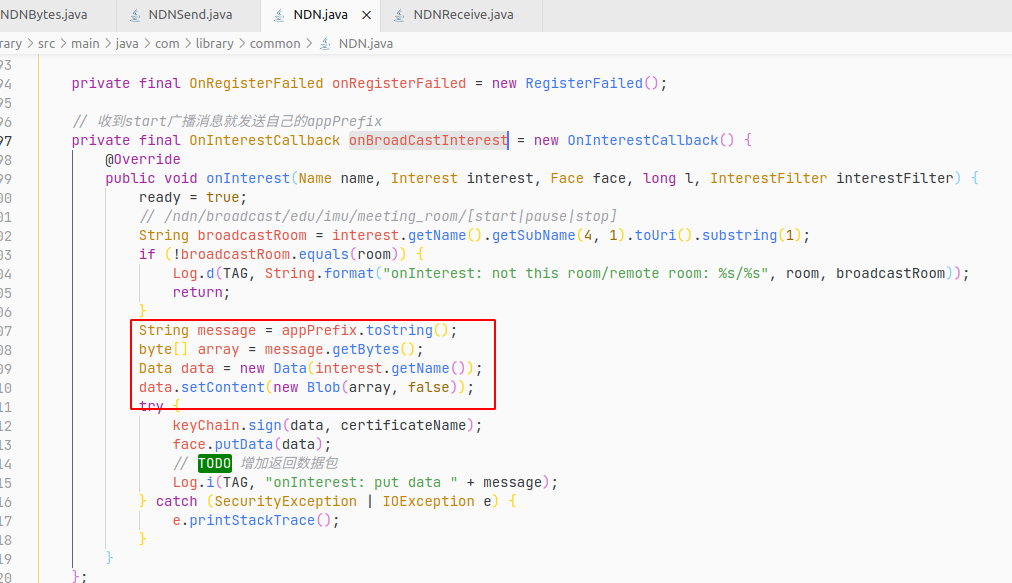 NDNBytes.java NDNSend.java NDN.java × NDNReceive.java
rary > src > main > java > com > library > common > NDN.java
93
94 private final OnRegisterFailed onRegisterFailed = new RegisterFailed();
95
96 // 收到start广播消息就发送自己的appPrefix
97 private final OnInterestCallback onBroadCastInterest = new OnInterestCallback() {
98 @Override
99 public void onInterest(Name name, Interest interest, Face face, long l, InterestFilter interestFilter) {
00 ready = true;
01 // /ndn/broadcast/edu/imu/meeting_room/[start|pause|stop]
02 String broadcastRoom = interest.getName().getSubName(4, 1).toUri().substring(1);
03 if (!broadcastRoom.equals(room)) {
04 Log.d(TAG, String.format("onInterest: not this room/remote room: %s/%s", room, broadcastRoom));
05 return;
06 }
07 String message = appPrefix.toString();
08 byte[] array = message.getBytes();
09 Data data = new Data(interest.getName());
10 data.setContent(new Blob(array, false));
11 try {
12 keyChain.sign(data, certificateName);
13 face.putData(data);
14 // TODO 增加返回数据包
15 Log.i(TAG, "onInterest: put data " + message);
16 } catch (SecurityException | IOException e) {
17 e.printStackTrace();
18 }
19 }
20 };